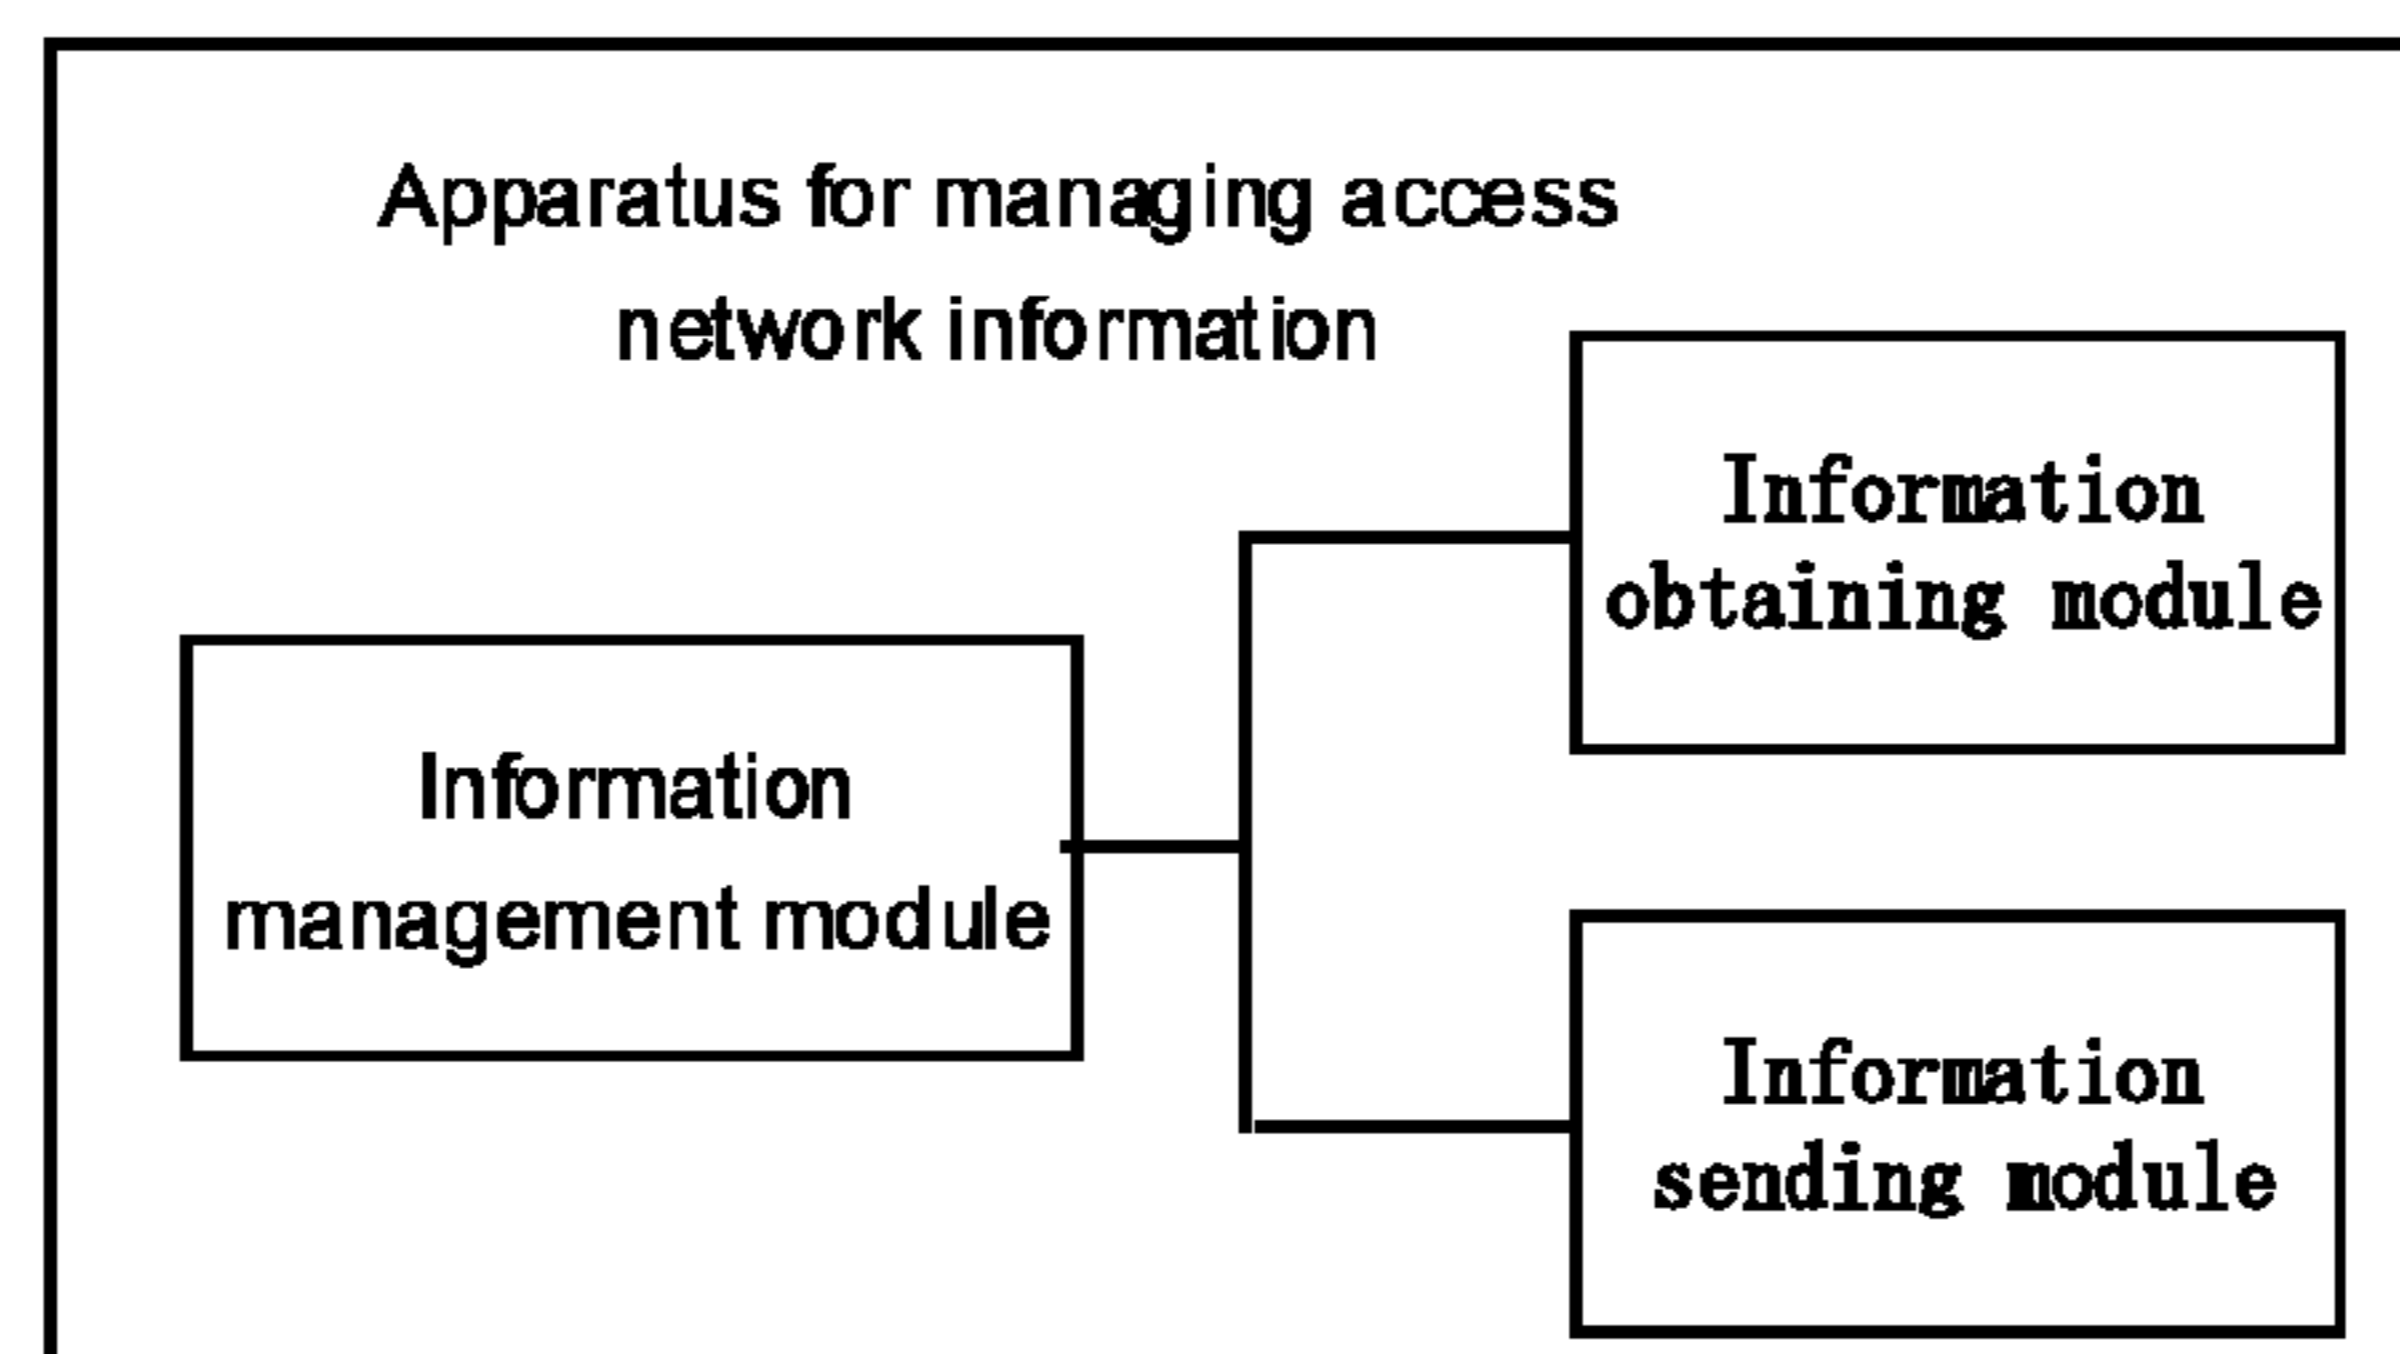 Apparatus for managing access
network information
Information
obtaining module
Information
management module
Information
sending module